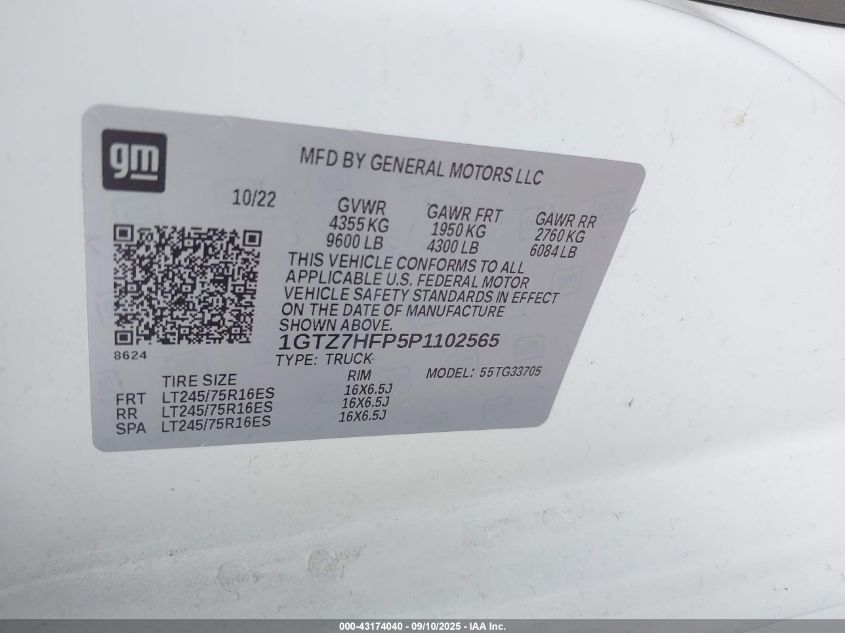 gm
MFD BY GENERAL MOTORS LLC
10/22
GVWR GAWR FRT GAWR RR
4355 KG 1950 KG 2760 KG
9600 LB 4300 LB 6084 LB
THIS VEHICLE CONFORMS TO ALL
APPLICABLE U.S. FEDERAL MOTOR
VEHICLE SAFETY STANDARDS IN EFFECT
ON THE DATE OF MANUFACTURE
SHOWN ABOVE.
8624
1GTZ7HFP5P1102565
TYPE: TRUCK
MODEL: 55TG33705
TIRE SIZE RIM
FRT LT245/75R16ES 16X6.5J
RR LT245/75R16ES 16X6.5J
SPA LT245/75R16ES 16X6.5J
000-43174040 - 09/10/2025 - IAA Inc.